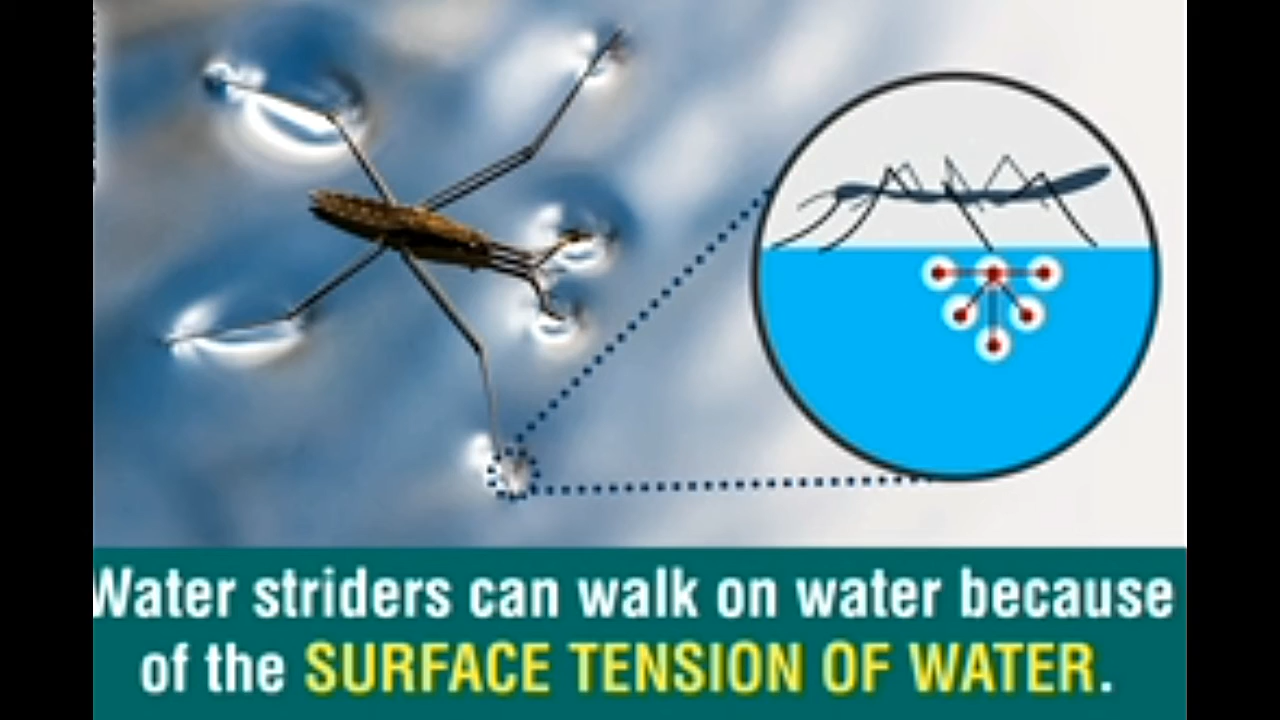 Water striders can walk on water because
of the SURFACE TENSION OF WATER.